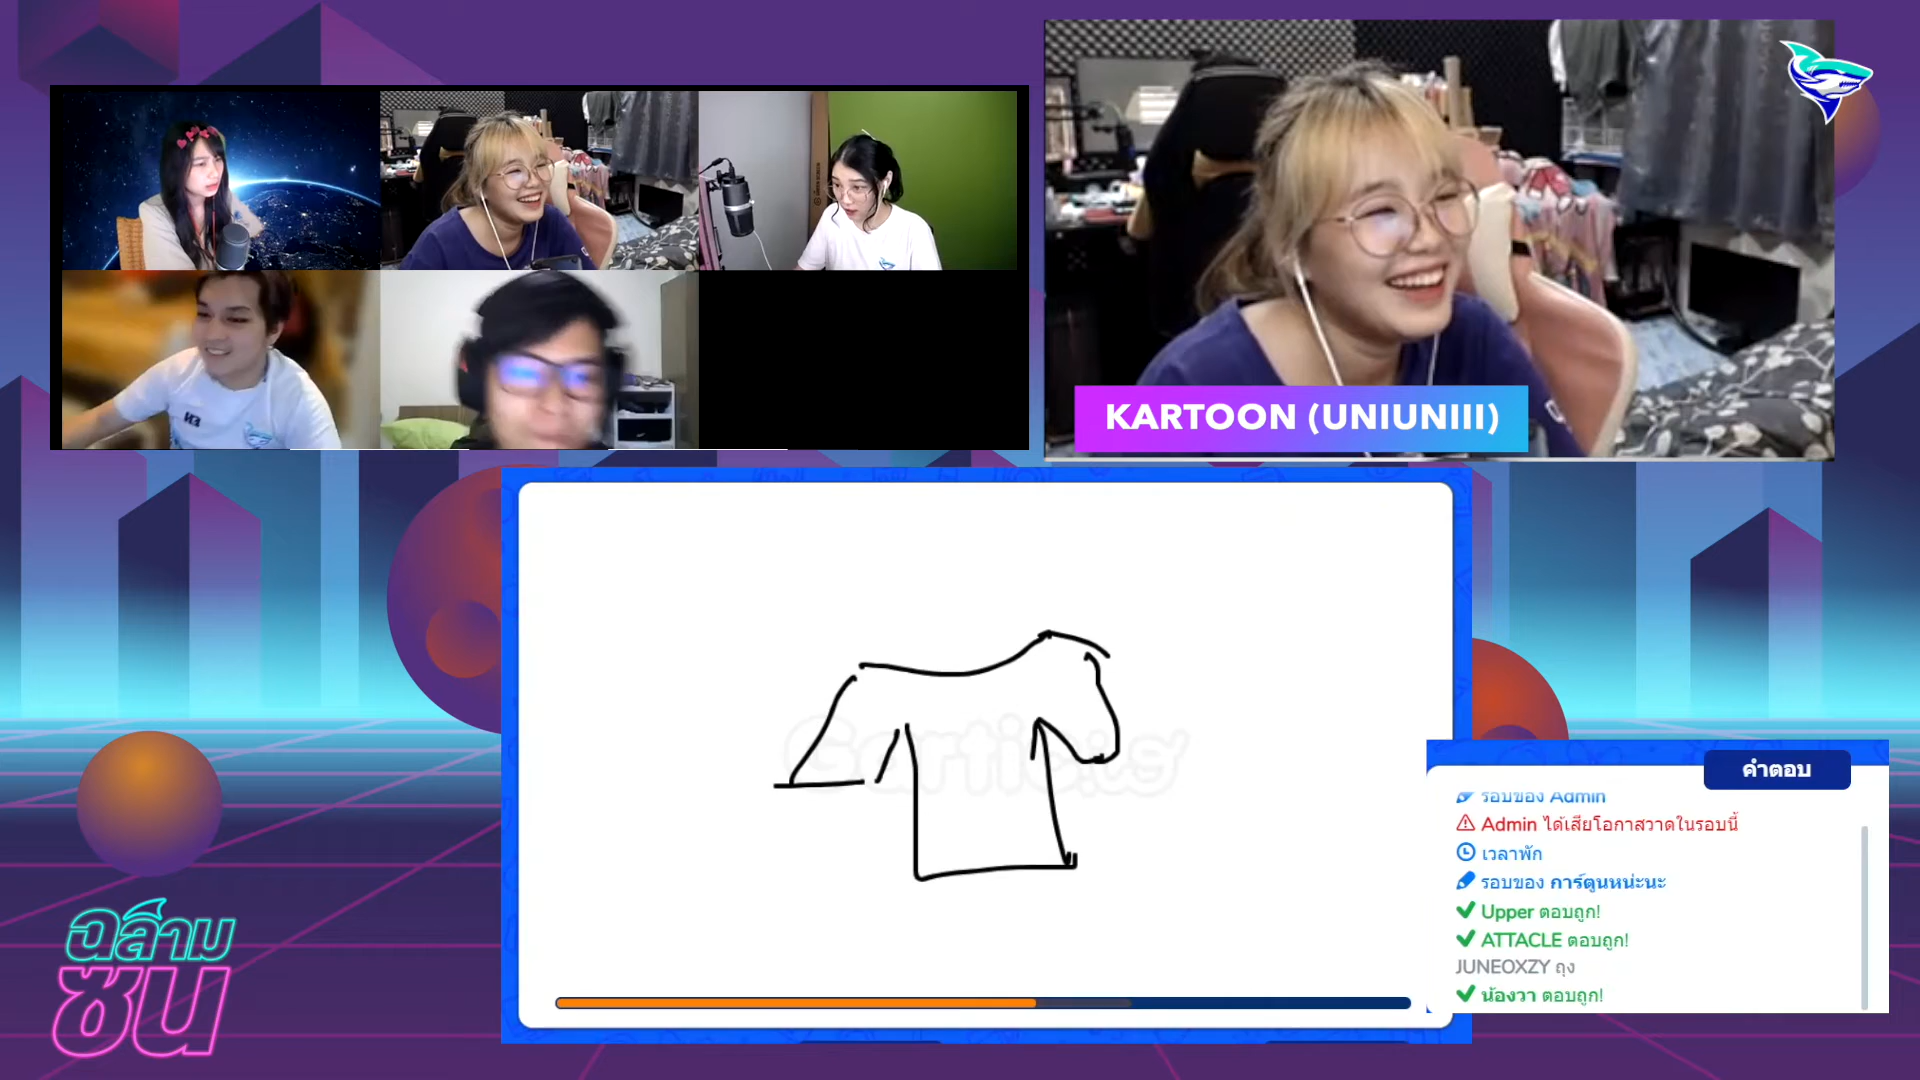 KARTOON (UNIUNIII)
Gartic.tg
คำตอบ
รอบของ Admin
Admin ได้เสียโอกาสวาดในรอบนี้
เวลาพัก
รอบของ การ์ตูนหน่ะนะ
Upper ตอบถูก!
ATTACLE ตอบถูก!
JUNEOXZY ถุง
น้องวา ตอบถูก!
ฉลาม
ชน